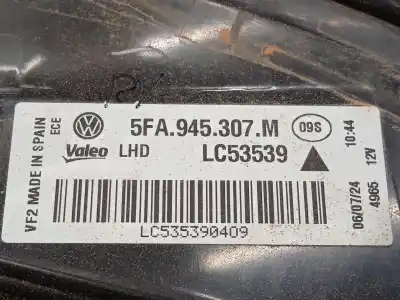 VF2 MADE IN SPAIN
ECE
5FA.945.307.M
09S
Valeo LHD LC53539
LC535390409
06/07/24 10:44
4965 12V